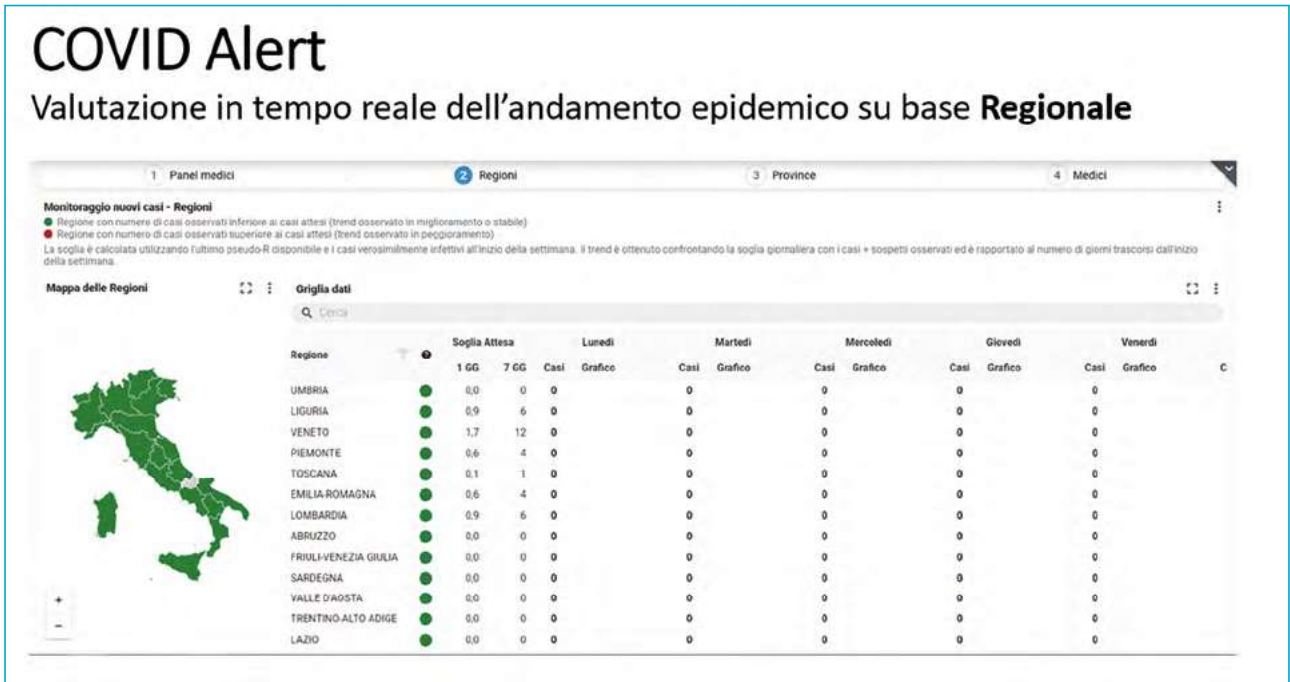 COVID Alert
Valutazione in tempo reale dell'andamento epidemico su base Regionale
1 Panel medici 2 Regioni 3 Province 4 Medici
Monitoraggio nuovi casi - Regioni
Regione con numero di casi osservati inferiore ai casi attesi (trend osservato in miglioramento o stabile)
Regione con numero di casi osservati superiore ai casi attesi (trend osservato in peggioramento)
La soglia è calcolata utilizzando l'ultimo pseudo-R disponibile e i casi verosimilmente infettivi all'inizio della settimana. Il trend è ottenuto confrontando la soglia giornaliera con i casi + sospetti osservati ed è rapportato al numero di giorni trascorsi dall'inizio
della settimana.
Mappa delle Regioni Griglia dati
Cerca
Soglia Attesa Lunedì Martedì Mercoledì Giovedì Venerdì
Regione
1 GG 7 GG Casi Grafico Casi Grafico Casi Grafico Casi Grafico Casi Grafico C
UMBRIA 0,0 0 0 0 0 0 0
LIGURIA 0,9 6 0 0 0 0 0
VENETO 1,7 12 0 0 0 0 0
PIEMONTE 0,6 4 0 0 0 0 0
TOSCANA 0,1 1 0 0 0 0 0
EMILIA-ROMAGNA 0,6 4 0 0 0 0 0
LOMBARDIA 0,9 6 0 0 0 0 0
ABRUZZO 0,0 0 0 0 0 0 0
FRIULI-VENEZIA GIULIA 0,0 0 0 0 0 0 0
SARDEGNA 0,0 0 0 0 0 0 0
VALLE D'AOSTA 0,0 0 0 0 0 0 0
TRENTINO-ALTO ADIGE 0,0 0 0 0 0 0 0
LAZIO 0,0 0 0 0 0 0 0
+
−